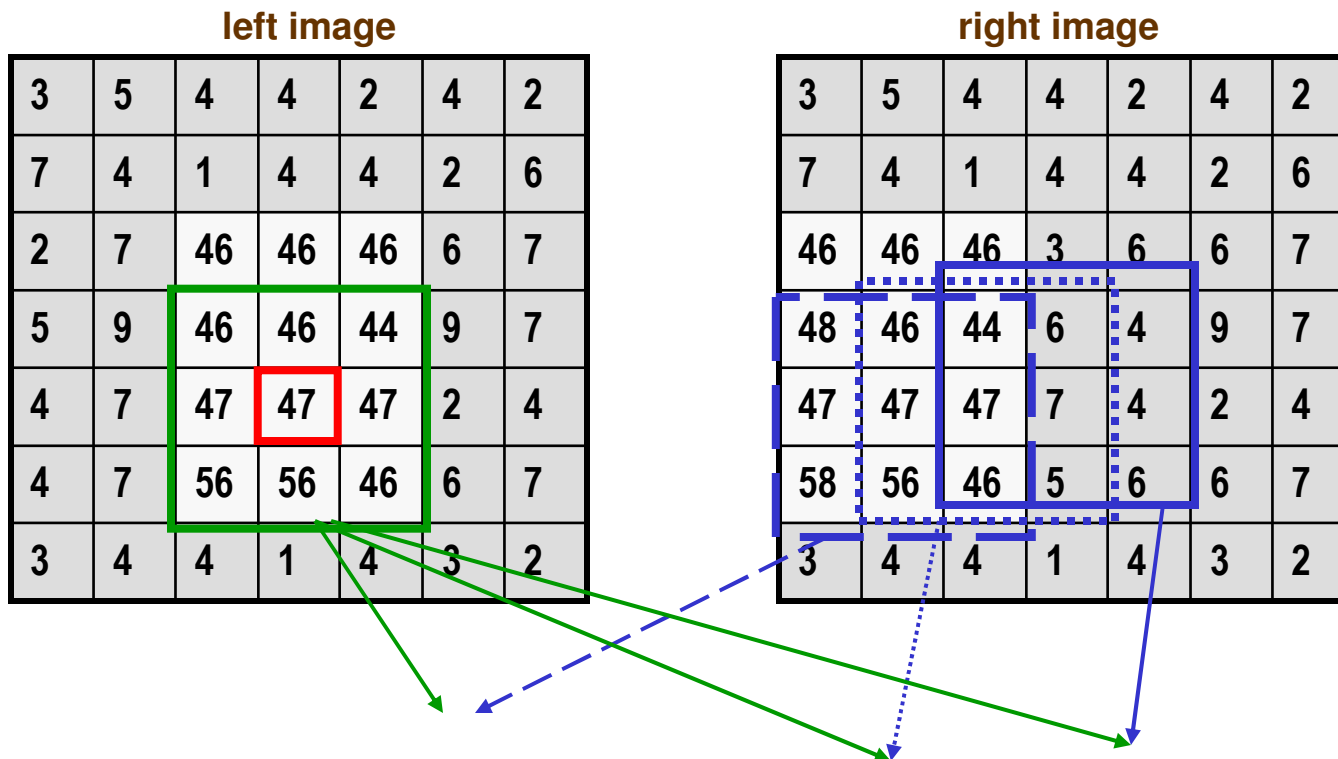 left image right image
3 5 4 4 2 4 2 3 5 4 4 2 4 2
7 4 1 4 4 2 6 7 4 1 4 4 2 6
2 7 46 46 46 6 7 46 46 46 3 6 6 7
5 9 46 46 44 9 7 48 46 44 6 4 9 7
4 7 47 47 47 2 4 47 47 47 7 4 2 4
4 7 56 56 46 6 7 58 56 46 5 6 6 7
3 4 4 1 4 3 2 3 4 4 1 4 3 2